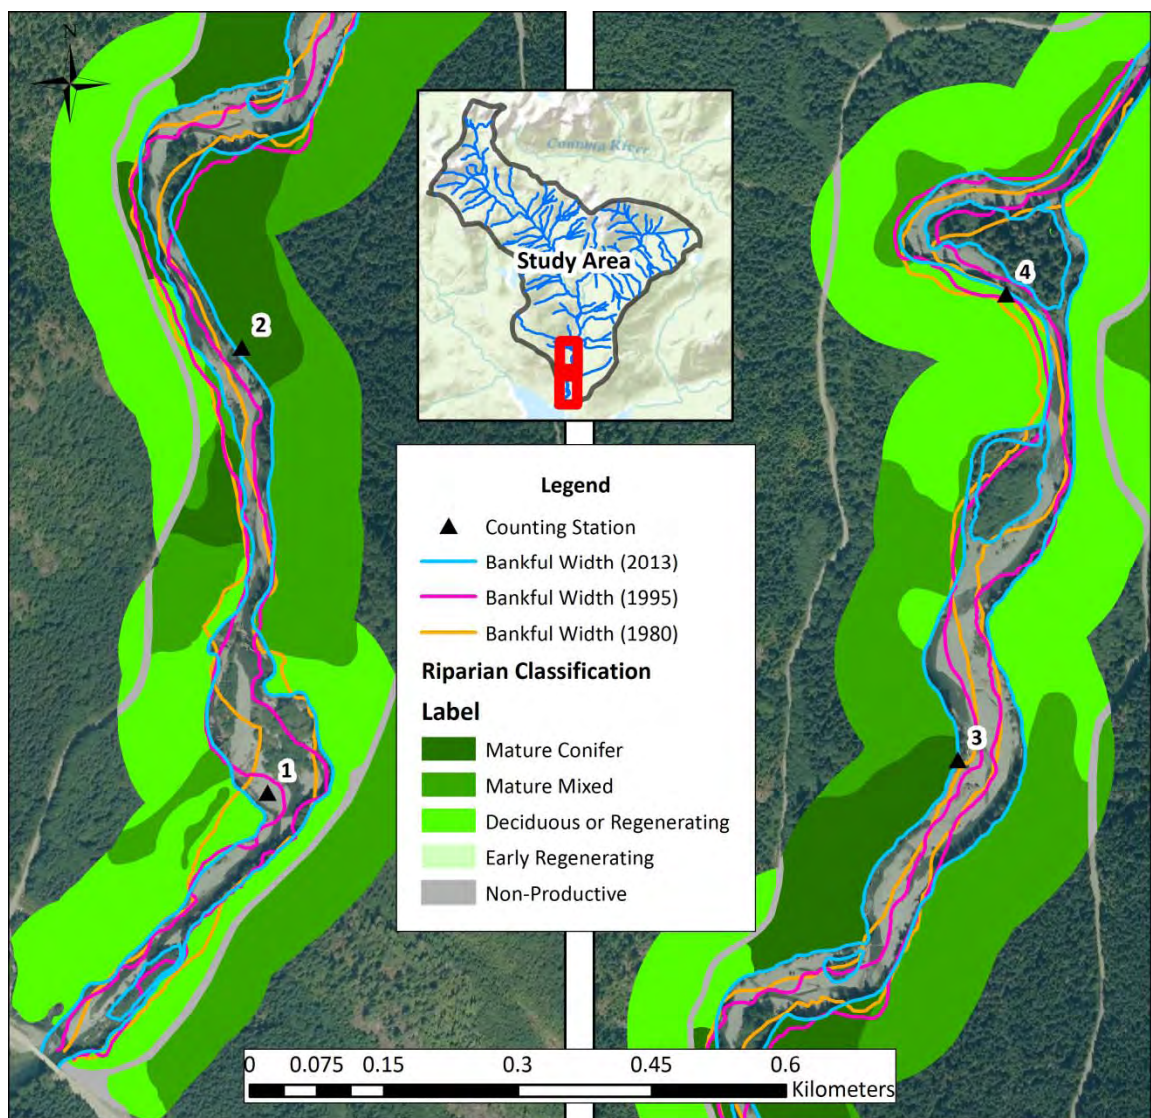 N
Conuma River
Study Area
2
1
4
3
Legend
Counting Station
Bankful Width (2013)
Bankful Width (1995)
Bankful Width (1980)
Riparian Classification
Label
Mature Conifer
Mature Mixed
Deciduous or Regenerating
Early Regenerating
Non-Productive
0 0.075 0.15 0.3 0.45 0.6
Kilometers